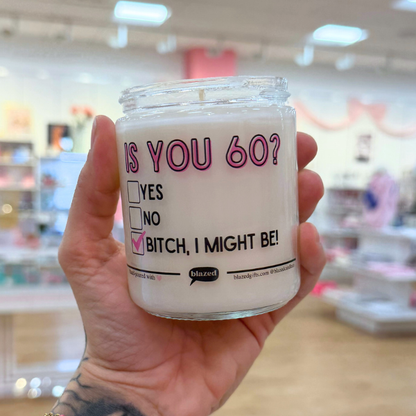 IS YOU 60?
YES
NO
BITCH, I MIGHT BE!
blazed